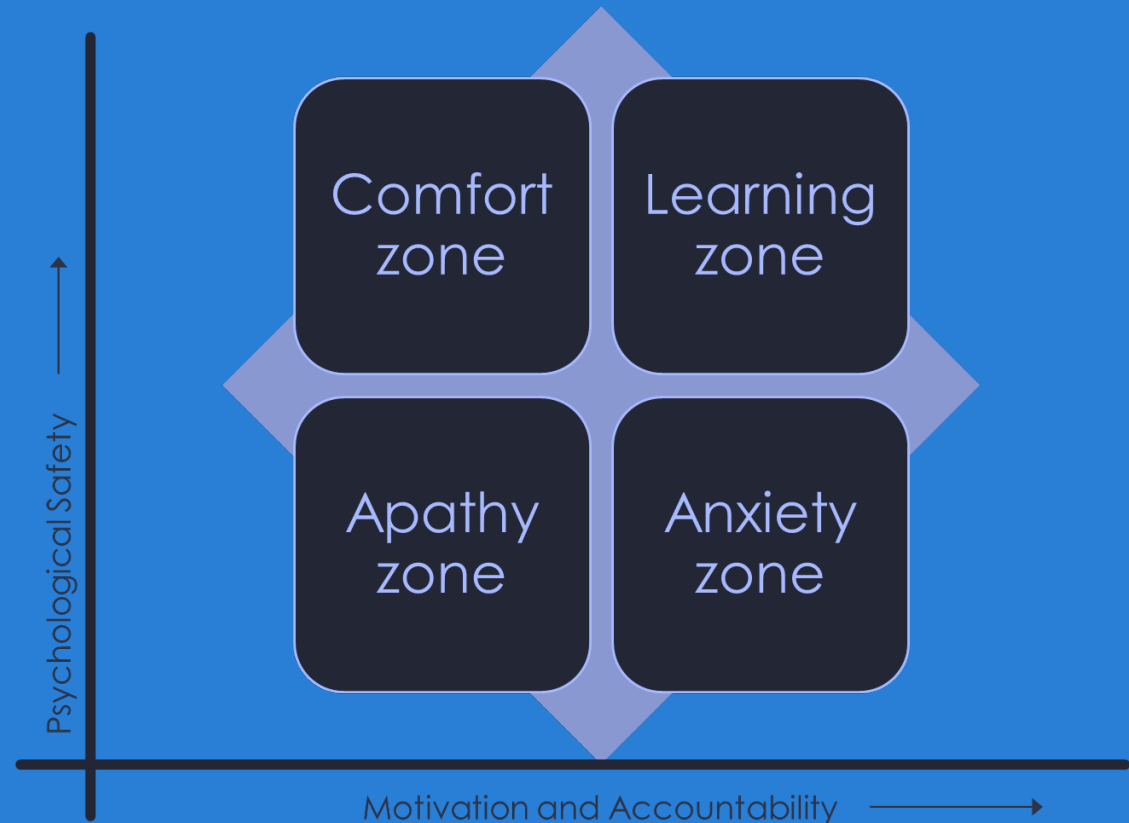 Comfort
zone
Learning
zone
Apathy
zone
Anxiety
zone
Psychological Safety
Motivation and Accountability